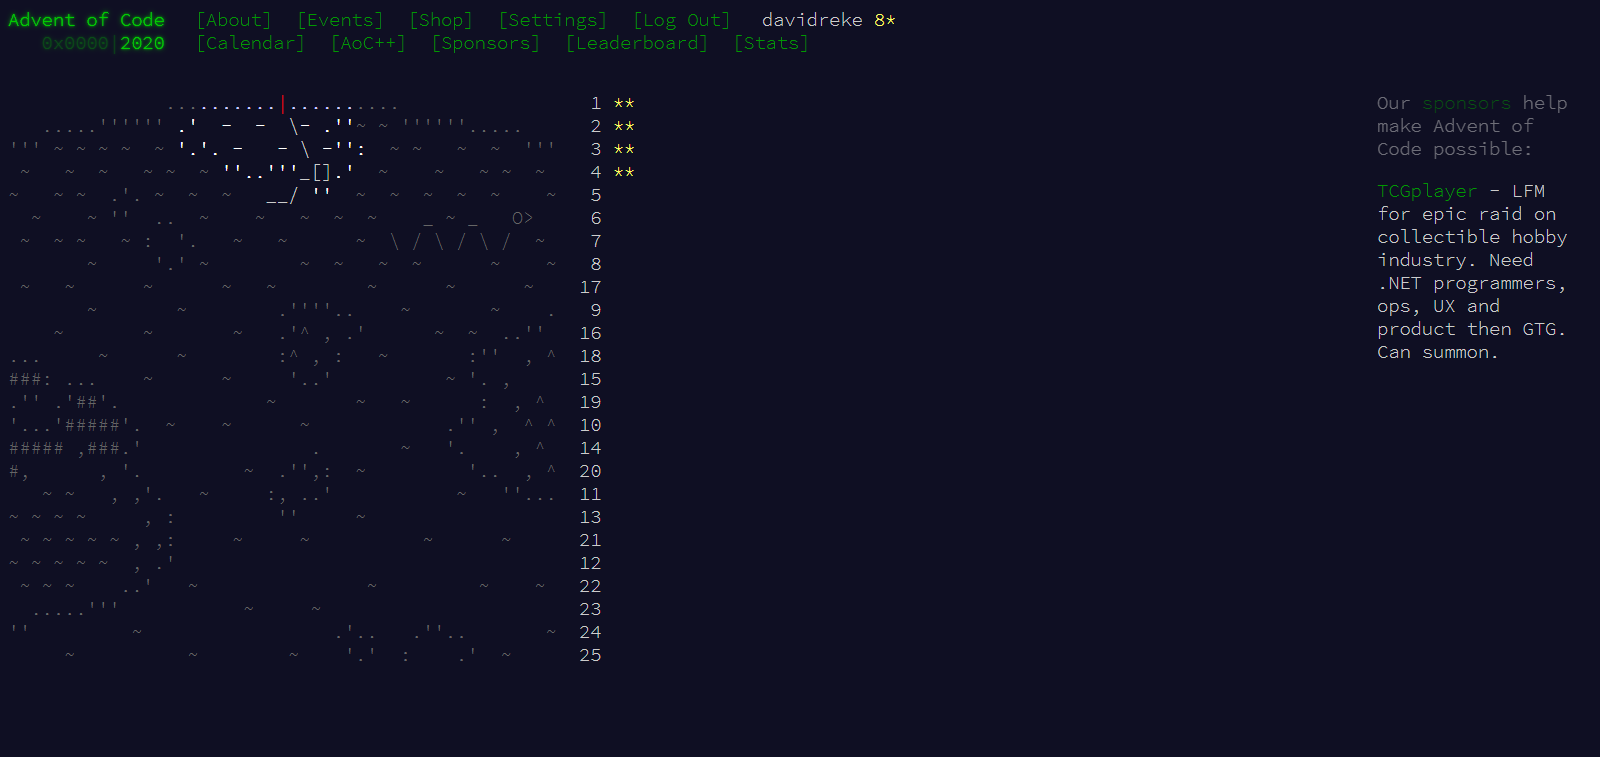 Advent of Code [About] [Events] [Shop] [Settings] [Log Out] davidreke 8*
0x0000|2020 [Calendar] [AoC++] [Sponsors] [Leaderboard] [Stats]
1 **
2 **
3 **
4 **
5
6
7
8
17
9
16
18
15
19
10
14
20
11
13
21
12
22
23
24
25
Our sponsors help
make Advent of
Code possible:
TCGplayer - LFM
for epic raid on
collectible hobby
industry. Need
.NET programmers,
ops, UX and
product then GTG.
Can summon.